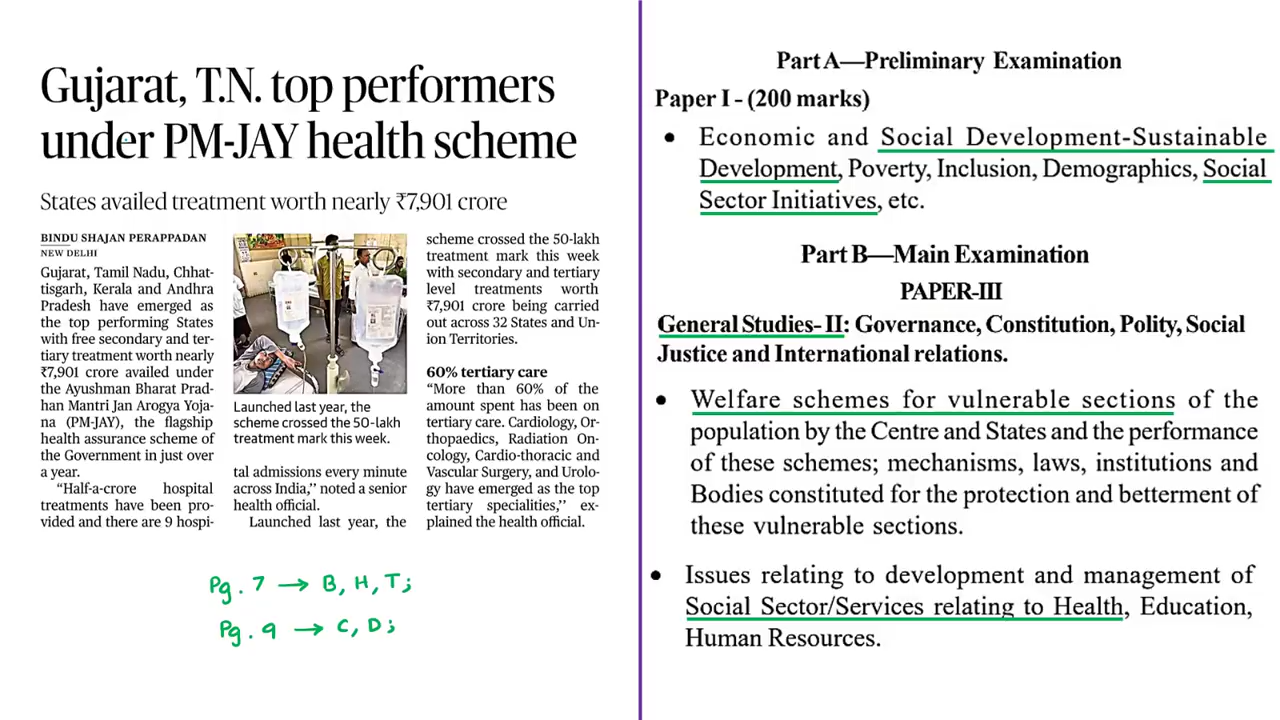 Gujarat, T.N. top performers
under PM-JAY health scheme
States availed treatment worth nearly ₹7,901 crore
BINDU SHAJAN PERAPPADAN
NEW DELHI
Gujarat, Tamil Nadu, Chhat-
tisgarh, Kerala and Andhra
Pradesh have emerged as
the top performing States
with free secondary and ter-
tiary treatment worth nearly
₹7,901 crore availed under
the Ayushman Bharat Prad-
han Mantri Jan Arogya Yoja-
na (PM-JAY), the flagship
health assurance scheme of
the Government in just over
a year.
“Half-a-crore hospital
treatments have been pro-
vided and there are 9 hospi-
Launched last year, the
scheme crossed the 50-lakh
treatment mark this week.
tal admissions every minute
across India,” noted a senior
health official.
Launched last year, the
scheme crossed the 50-lakh
treatment mark this week
with secondary and tertiary
level treatments worth
₹7,901 crore being carried
out across 32 States and Un-
ion Territories.
60% tertiary care
“More than 60% of the
amount spent has been on
tertiary care. Cardiology, Or-
thopaedics, Radiation On-
cology, Cardio-thoracic and
Vascular Surgery, and Urolo-
gy have emerged as the top
tertiary specialities,” ex-
plained the health official.
Pg. 7 → B, H, T;
Pg. 9 → C, D;
Part A—Preliminary Examination
Paper I - (200 marks)
• Economic and Social Development-Sustainable
Development, Poverty, Inclusion, Demographics, Social
Sector Initiatives, etc.
Part B—Main Examination
PAPER-III
General Studies- II: Governance, Constitution, Polity, Social
Justice and International relations.
• Welfare schemes for vulnerable sections of the
population by the Centre and States and the performance
of these schemes; mechanisms, laws, institutions and
Bodies constituted for the protection and betterment of
these vulnerable sections.
• Issues relating to development and management of
Social Sector/Services relating to Health, Education,
Human Resources.